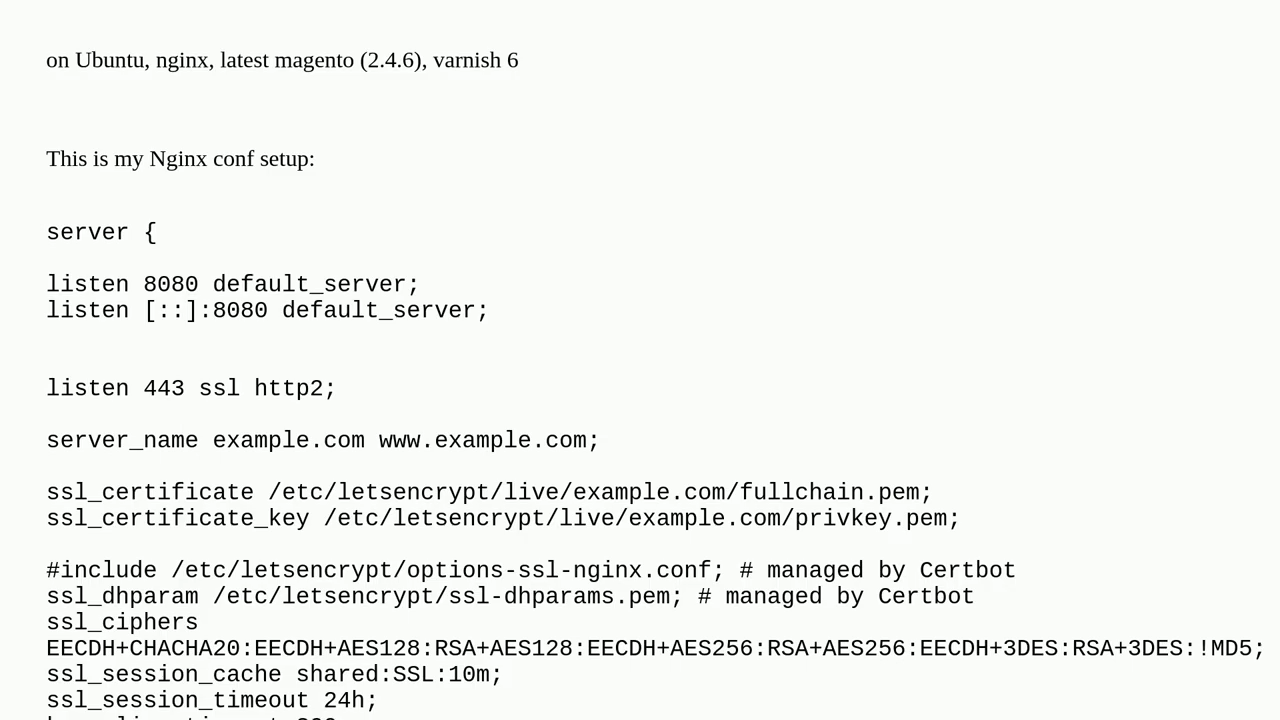 on Ubuntu, nginx, latest magento (2.4.6), varnish 6
This is my Nginx conf setup:
server {
listen 8080 default_server;
listen [::]:8080 default_server;
listen 443 ssl http2;
server_name example.com www.example.com;
ssl_certificate /etc/letsencrypt/live/example.com/fullchain.pem;
ssl_certificate_key /etc/letsencrypt/live/example.com/privkey.pem;
#include /etc/letsencrypt/options-ssl-nginx.conf; # managed by Certbot
ssl_dhparam /etc/letsencrypt/ssl-dhparams.pem; # managed by Certbot
ssl_ciphers
EECDH+CHACHA20:EECDH+AES128:RSA+AES128:EECDH+AES256:RSA+AES256:EECDH+3DES:RSA+3DES:!MD5;
ssl_session_cache shared:SSL:10m;
ssl_session_timeout 24h;